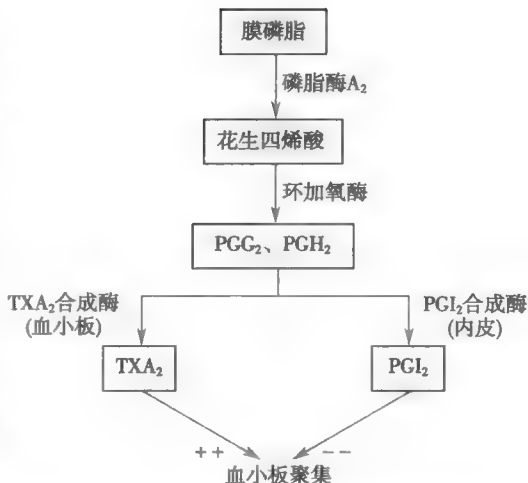 膜磷脂
磷脂酶A₂
花生四烯酸
环加氧酶
PGG₂、PGH₂
TXA₂合成酶
(血小板)
PGI₂合成酶
(内皮)
TXA₂
PGI₂
++
--
血小板聚集